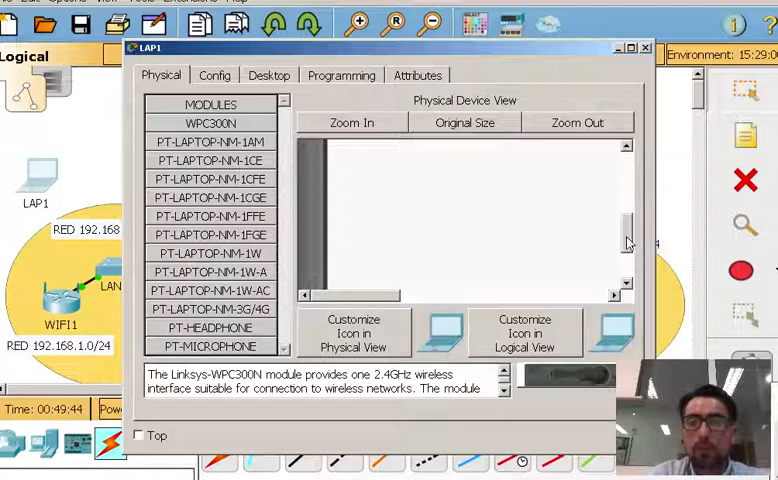 Extensions Help
Logical
Environment: 15:29:0
LAP1
Physical
Config
Desktop
Programming
Attributes
MODULES
WPC300N
PT-LAPTOP-NM-1AM
PT-LAPTOP-NM-1CE
PT-LAPTOP-NM-1CFE
PT-LAPTOP-NM-1CGE
PT-LAPTOP-NM-1FFE
PT-LAPTOP-NM-1FGE
PT-LAPTOP-NM-1W
PT-LAPTOP-NM-1W-A
PT-LAPTOP-NM-1W-AC
PT-LAPTOP-NM-3G/4G
PT-HEADPHONE
PT-MICROPHONE
Physical Device View
Zoom In
Original Size
Zoom Out
Customize
Icon in
Physical View
Customize
Icon in
Logical View
The Linksys-WPC300N module provides one 2.4GHz wireless
interface suitable for connection to wireless networks. The module
Top
LAP1
RED 192.168
LAN
WIFI1
RED 192.168.1.0/24
Time: 00:49:44
Pow